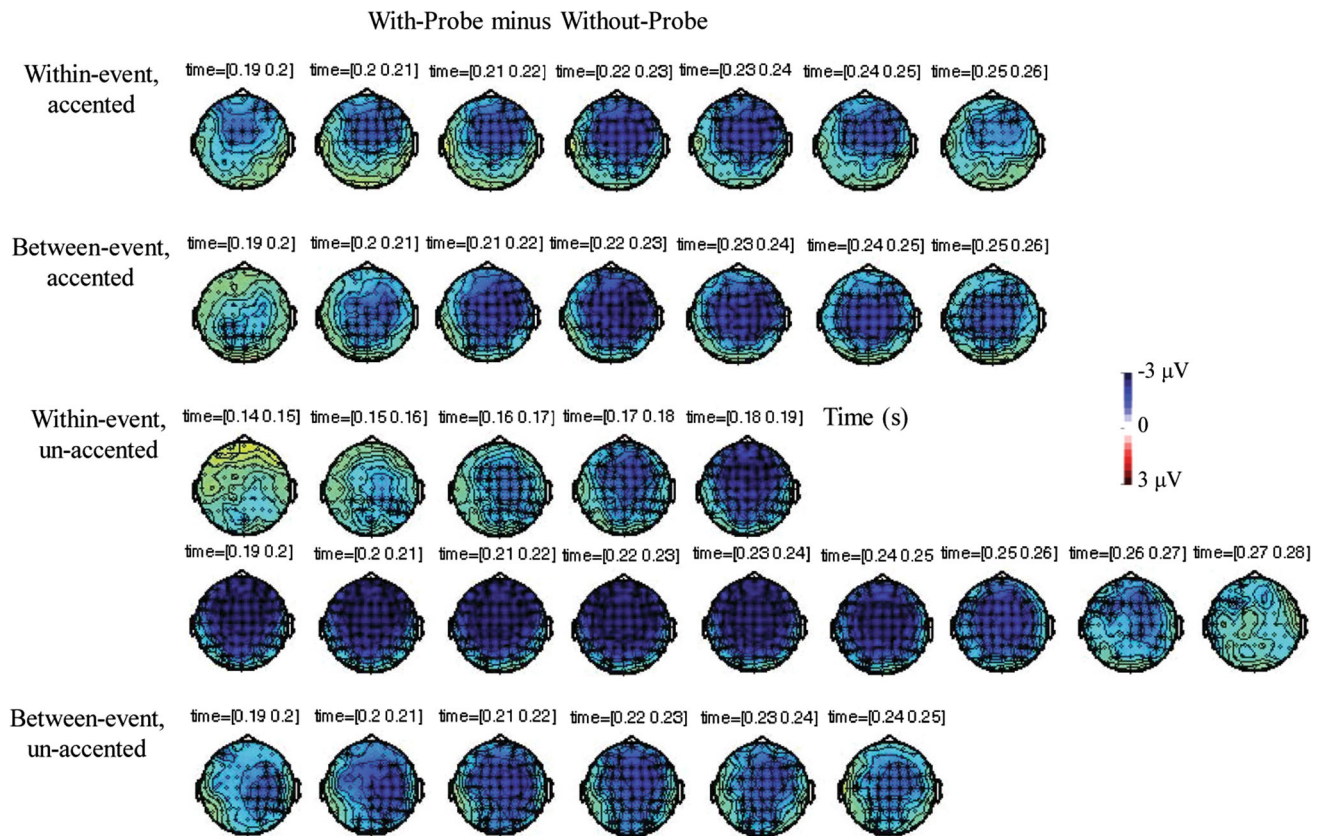 With-Probe minus Without-Probe
Within-event,
accented
time=[0.19 0.2] time=[0.2 0.21] time=[0.21 0.22] time=[0.22 0.23] time=[0.23 0.24 time=[0.24 0.25] time=[0.25 0.26]
Between-event,
accented
time=[0.19 0.2] time=[0.2 0.21] time=[0.21 0.22] time=[0.22 0.23] time=[0.23 0.24] time=[0.24 0.25] time=[0.25 0.26]
-3 µV
0
3 µV
Within-event,
un-accented
time=[0.14 0.15] time=[0.15 0.16] time=[0.16 0.17] time=[0.17 0.18 time=[0.18 0.19] Time (s)
time=[0.19 0.2] time=[0.2 0.21] time=[0.21 0.22] time=[0.22 0.23] time=[0.23 0.24] time=[0.24 0.25 time=[0.25 0.26] time=[0.26 0.27] time=[0.27 0.28]
Between-event,
un-accented
time=[0.19 0.2] time=[0.2 0.21] time=[0.21 0.22] time=[0.22 0.23] time=[0.23 0.24] time=[0.24 0.25]